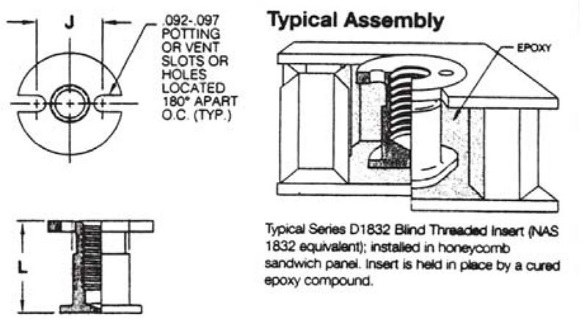 J
.092-.097
POTTING
OR VENT
SLOTS OR
HOLES
LOCATED
180° APART
O.C. (TYP.)
L
Typical Assembly
EPOXY
Typical Series D1832 Blind Threaded Insert (NAS
1832 equivalent); installed in honeycomb
sandwich panel. Insert is held in place by a cured
epoxy compound.